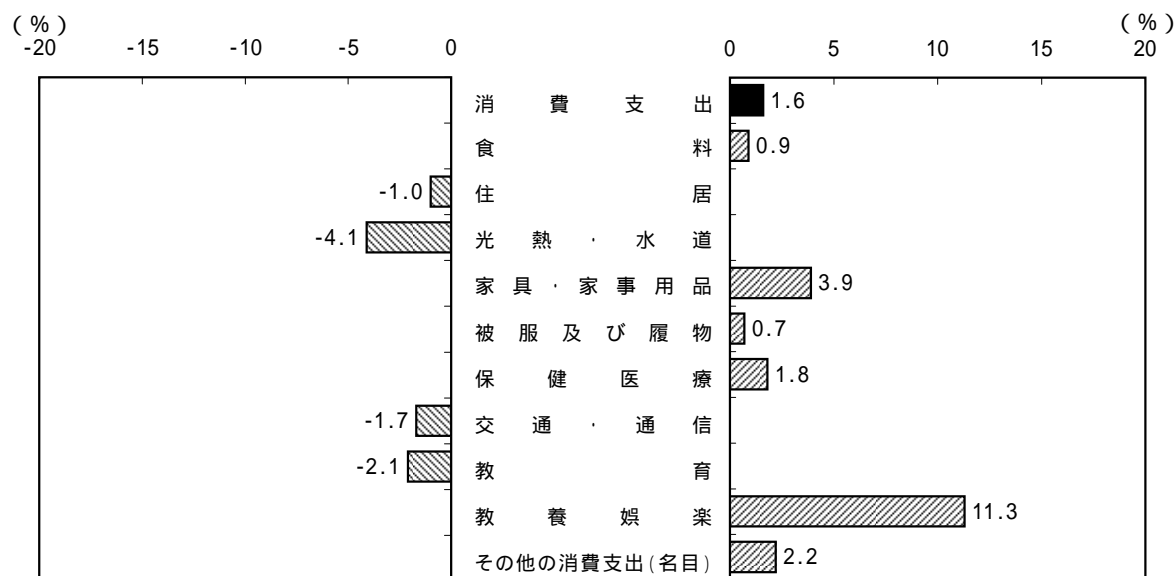 (%) (%)
-20 -15 -10 -5 0 0 5 10 15 20
消費支出 1.6
食料 0.9
-1.0 住居
-4.1 光熱・水道
家具・家事用品 3.9
被服及び履物 0.7
保健医療 1.8
-1.7 交通・通信
-2.1 教育
教養娯楽 11.3
その他の消費支出(名目) 2.2